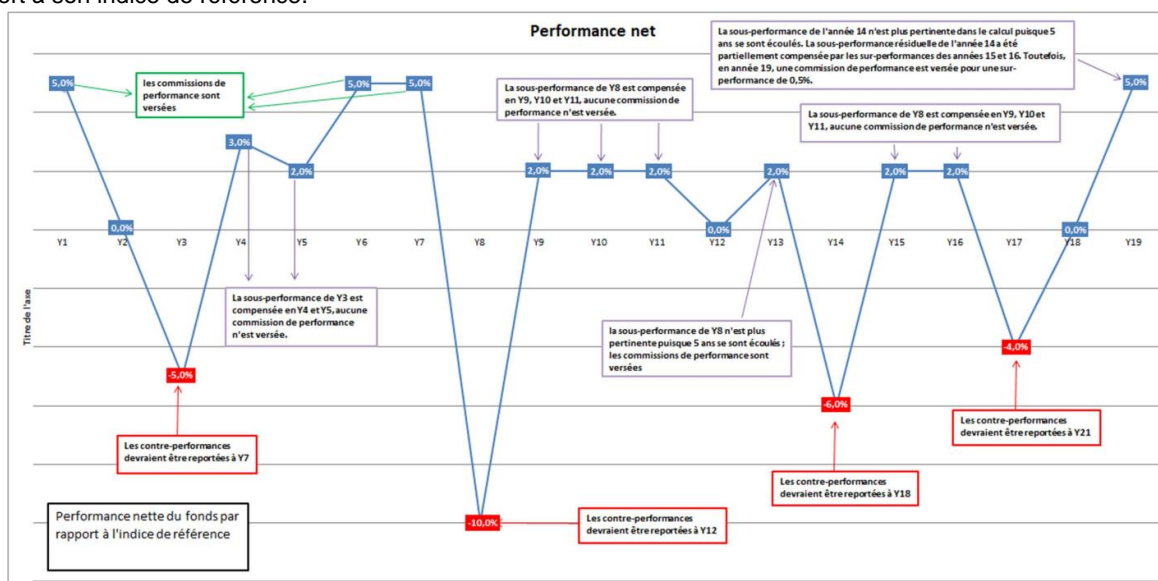 ort à son indice de référence.
Performance net
La sous-performance de l'année 14 n'est plus pertinente dans le calcul puisque 5
ans se sont écoulés. La sous-performance résiduelle de l'année 14 a été
partiellement compensée par les sur-performances des années 15 et 16. Toutefois,
en année 19, une commission de performance est versée pour une sur-
performance de 0,5%.
les commissions de
performance sont
versées
La sous-performance de Y8 est compensée
en Y9, Y10 et Y11, aucune commission de
performance n'est versée.
La sous-performance de Y8 est compensée en Y9, Y10 et
Y11, aucune commission de performance n'est versée.
5,0%
0,0%
-5,0%
3,0%
2,0%
5,0%
5,0%
-10,0%
2,0%
2,0%
2,0%
0,0%
2,0%
-6,0%
2,0%
2,0%
-4,0%
0,0%
5,0%
Y1
Y2
Y3
Y4
Y5
Y6
Y7
Y8
Y9
Y10
Y11
Y12
Y13
Y14
Y15
Y16
Y17
Y18
Y19
Titre de l'axe
La sous-performance de Y3 est
compensée en Y4 et Y5, aucune
commission de performance
n'est versée.
la sous-performance de Y8 n'est plus
pertinente puisque 5 ans se sont écoulés ;
les commissions de performance sont
versées
Les contre-performances
devraient être reportées à Y7
Les contre-performances
devraient être reportées à Y21
Les contre-performances
devraient être reportées à Y18
Les contre-performances
devraient être reportées à Y12
Performance nette du fonds par
rapport à l'indice de référence